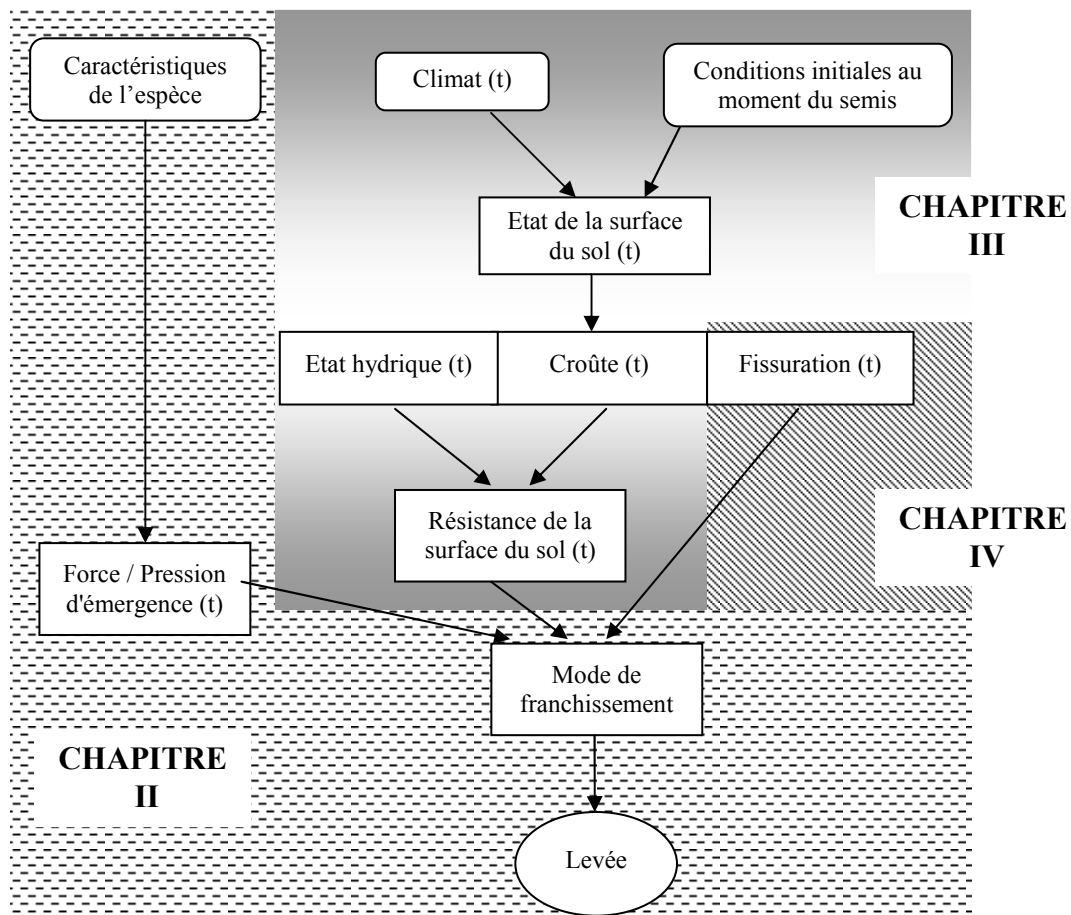 Caractéristiques
de l’espèce
Climat (t)
Conditions initiales au
moment du semis
CHAPITRE
III
Etat de la surface
du sol (t)
Etat hydrique (t)
Croûte (t)
Fissuration (t)
Résistance de la
surface du sol (t)
CHAPITRE
IV
Force / Pression
d'émergence (t)
Mode de
franchissement
CHAPITRE
II
Levée